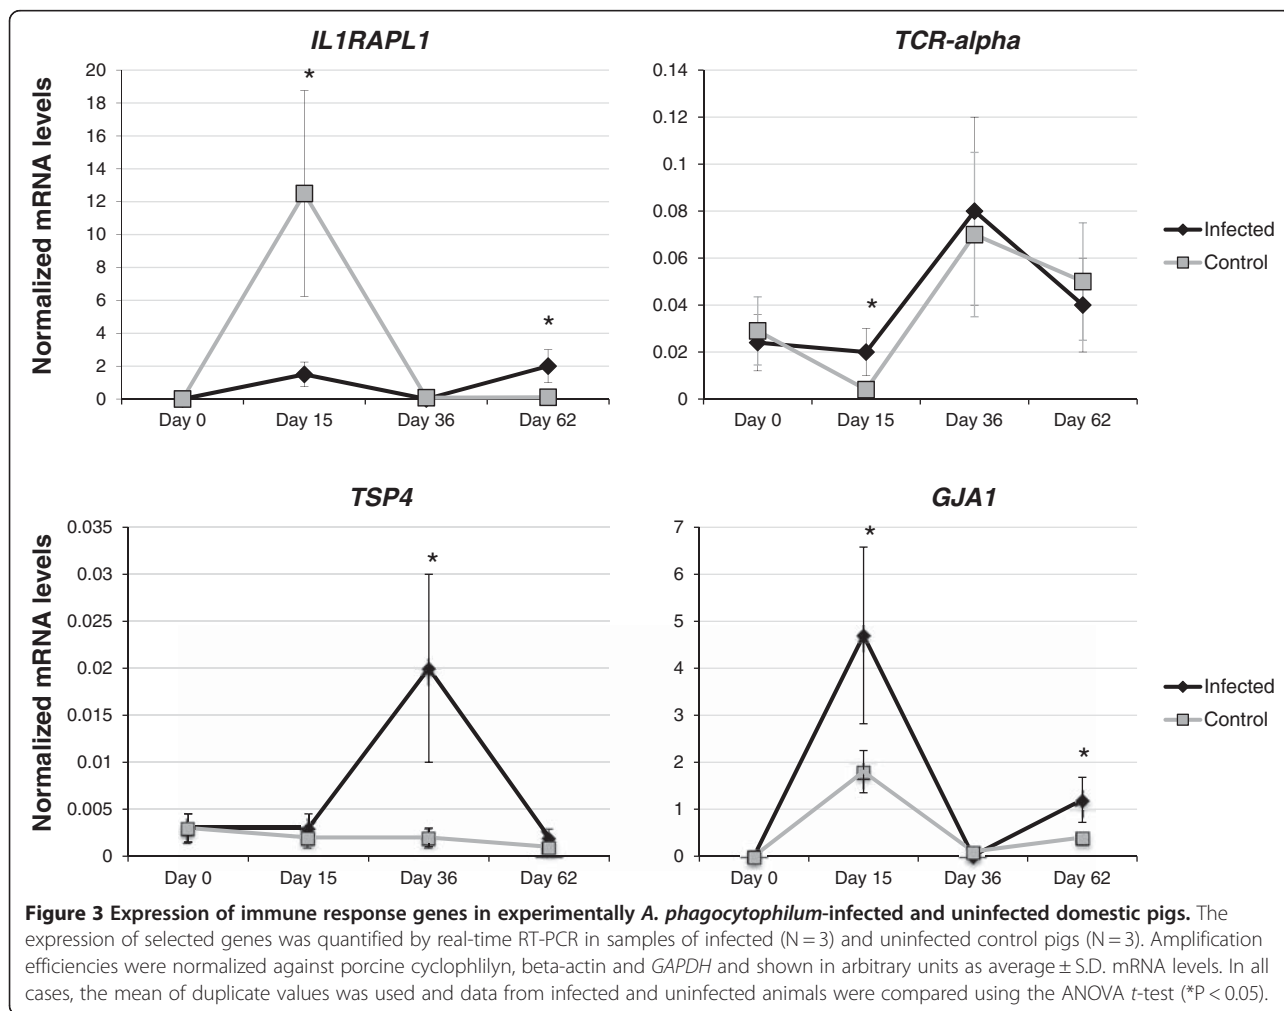 IL1RAPL1
Normalized mRNA levels
20
18
16
14
12
10
8
6
4
2
0
*
*
Day 0
Day 15
Day 36
Day 62
TCR-alpha
0.14
0.12
0.1
0.08
0.06
0.04
0.02
0
*
Day 0
Day 15
Day 36
Day 62
Infected
Control
TSP4
Normalized mRNA levels
0.035
0.03
0.025
0.02
0.015
0.01
0.005
0
*
Day 0
Day 15
Day 36
Day 62
GJA1
7
6
5
4
3
2
1
0
*
*
Day 0
Day 15
Day 36
Day 62
Infected
Control
Figure 3 Expression of immune response genes in experimentally A. phagocytophilum-infected and uninfected domestic pigs. The
expression of selected genes was quantified by real-time RT-PCR in samples of infected (N = 3) and uninfected control pigs (N = 3). Amplification
efficiencies were normalized against porcine cyclophlilyn, beta-actin and GAPDH and shown in arbitrary units as average ± S.D. mRNA levels. In all
cases, the mean of duplicate values was used and data from infected and uninfected animals were compared using the ANOVA t-test (*P < 0.05).